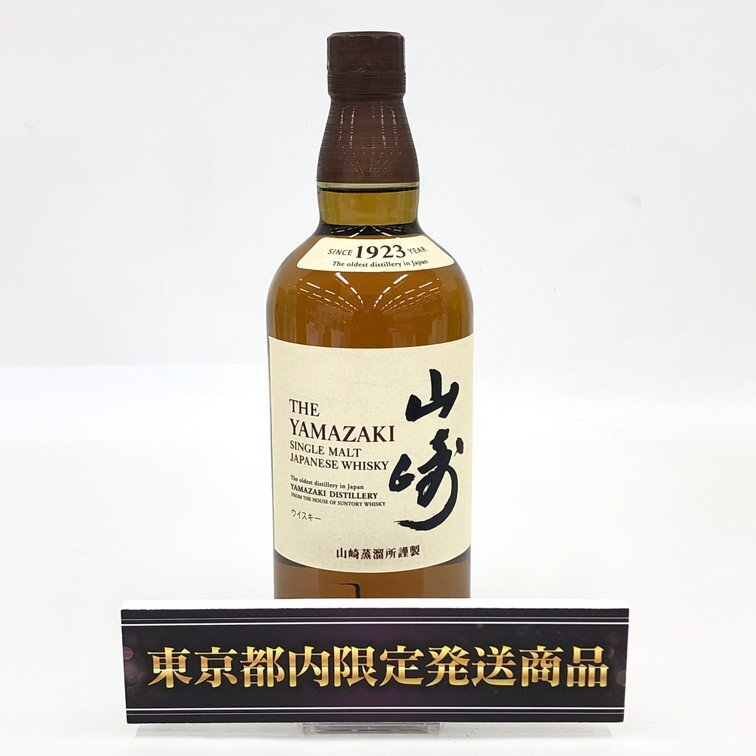 SINCE 1923 YEAR
The oldest distillery in Japan
THE
YAMAZAKI
SINGLE MALT
JAPANESE WHISKY
山崎
The oldest distillery in Japan
YAMAZAKI DISTILLERY
FROM THE HOUSE OF SUNTORY WHISKY
ウイスキー
山崎蒸溜所謹製
東京都内限定発送商品